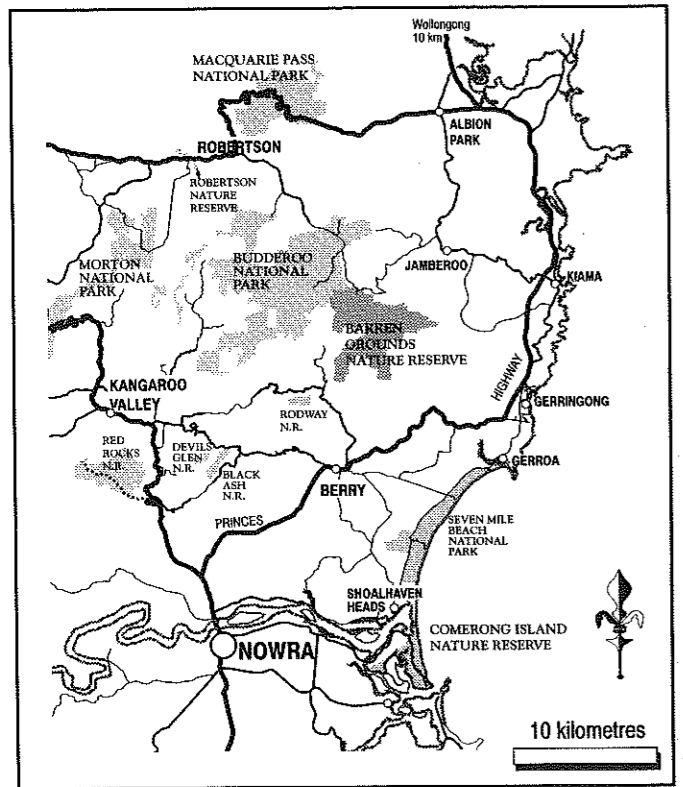 Wollongong
10 km
MACQUARIE PASS
NATIONAL PARK
ALBION
PARK
ROBERTSON
ROBERTSON
NATURE
RESERVE
MORTON
NATIONAL
PARK
BUDDEROO
NATIONAL
PARK
JAMBEROO
KIAMA
BARREN
GROUNDS
NATURE RESERVE
HIGHWAY
KANGAROO
VALLEY
RODWAY
N.R.
GERRINGONG
RED
ROCKS
N.R.
DEVILS
GLEN
N.R.
BLACK
ASH
N.R.
BERRY
GERROA
PRINCES
SEVEN MILE
BEACH
NATIONAL
PARK
SHOALHAVEN
HEADS
COMERONG ISLAND
NATURE RESERVE
NOWRA
10 kilometres